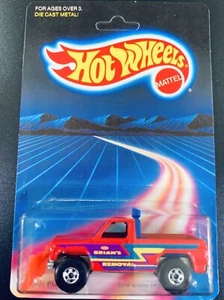 FOR AGES OVER 3.
DIE CAST METAL!
Hot Wheels
MATTEL
BRIAN'S
REMOVAL